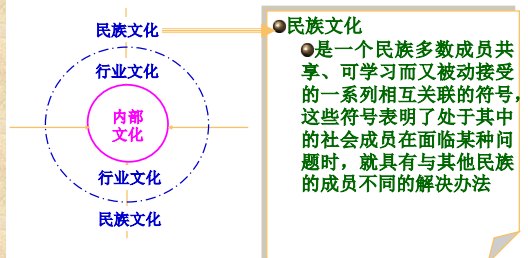 民族文化
行业文化
内部
文化
行业文化
民族文化
民族文化
是一个民族多数成员共
享、可学习而又被动接受
的一系列相互关联的符号，
这些符号表明了处于其中
的社会成员在面临某种问
题时，就具有与其他民族
的成员不同的解决办法